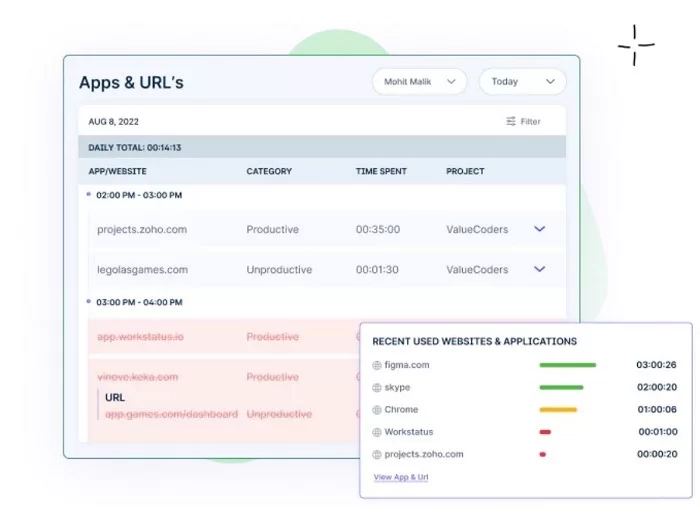 Apps & URL's
Mohit Malik
Today
AUG 8, 2022
Filter
DAILY TOTAL: 00:14:13
APP/WEBSITE CATEGORY TIME SPENT PROJECT
02:00 PM - 03:00 PM
projects.zoho.com Productive 00:35:00 ValueCoders
legolasgames.com Unproductive 00:01:30 ValueCoders
03:00 PM - 04:00 PM
app.workstatus.io Productive
vinove.keka.com Productive
URL
app.games.com/dashboard Unproductive
RECENT USED WEBSITES & APPLICATIONS
figma.com 03:00:26
skype 02:00:20
Chrome 01:00:06
Workstatus 00:01:00
projects.zoho.com 00:00:20
View App & Url